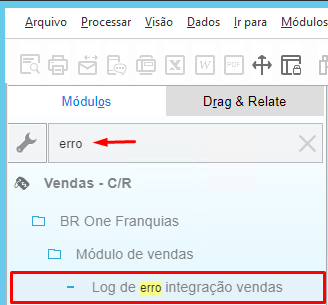 Arquivo Processar Visão Dados Ir para Módulos
Módulos Drag & Relate
erro
Vendas - C/R
BR One Franquias
Módulo de vendas
Log de erro integração vendas